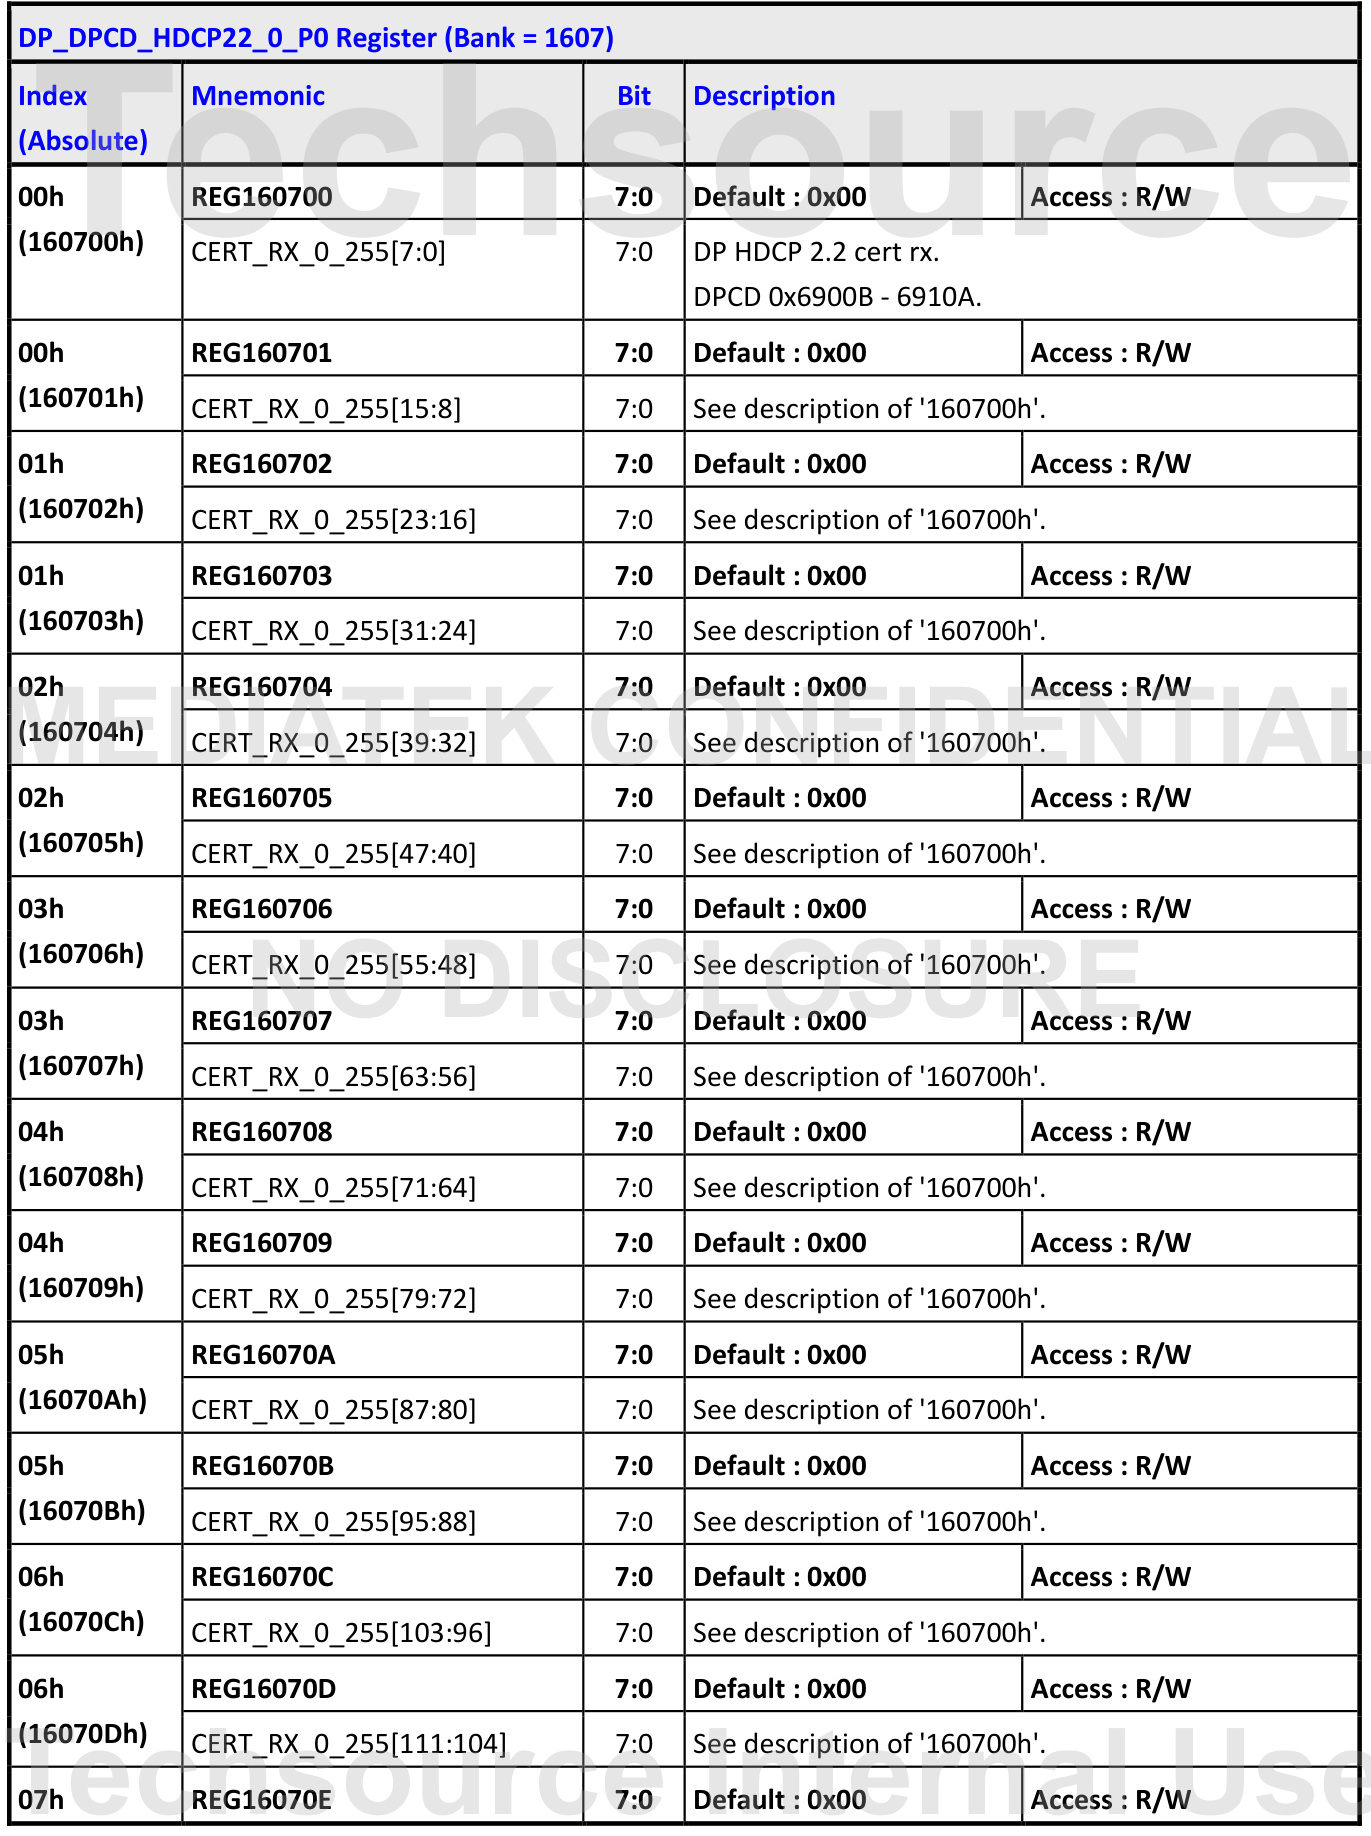 DP_DPCD_HDCP22_0_P0 Register (Bank = 1607)
Index Mnemonic Bit Description
(Absolute)
00h REG160700 7:0 Default : 0x00 Access : R/W
(160700h) CERT_RX_0_255[7:0] 7:0 DP HDCP 2.2 cert rx.
DPCD 0x6900B - 6910A.
00h REG160701 7:0 Default : 0x00 Access : R/W
(160701h) CERT_RX_0_255[15:8] 7:0 See description of '160700h'.
01h REG160702 7:0 Default : 0x00 Access : R/W
(160702h) CERT_RX_0_255[23:16] 7:0 See description of '160700h'.
01h REG160703 7:0 Default : 0x00 Access : R/W
(160703h) CERT_RX_0_255[31:24] 7:0 See description of '160700h'.
02h REG160704 7:0 Default : 0x00 Access : R/W
(160704h) CERT_RX_0_255[39:32] 7:0 See description of '160700h'.
02h REG160705 7:0 Default : 0x00 Access : R/W
(160705h) CERT_RX_0_255[47:40] 7:0 See description of '160700h'.
03h REG160706 7:0 Default : 0x00 Access : R/W
(160706h) CERT_RX_0_255[55:48] 7:0 See description of '160700h'.
03h REG160707 7:0 Default : 0x00 Access : R/W
(160707h) CERT_RX_0_255[63:56] 7:0 See description of '160700h'.
04h REG160708 7:0 Default : 0x00 Access : R/W
(160708h) CERT_RX_0_255[71:64] 7:0 See description of '160700h'.
04h REG160709 7:0 Default : 0x00 Access : R/W
(160709h) CERT_RX_0_255[79:72] 7:0 See description of '160700h'.
05h REG16070A 7:0 Default : 0x00 Access : R/W
(16070Ah) CERT_RX_0_255[87:80] 7:0 See description of '160700h'.
05h REG16070B 7:0 Default : 0x00 Access : R/W
(16070Bh) CERT_RX_0_255[95:88] 7:0 See description of '160700h'.
06h REG16070C 7:0 Default : 0x00 Access : R/W
(16070Ch) CERT_RX_0_255[103:96] 7:0 See description of '160700h'.
06h REG16070D 7:0 Default : 0x00 Access : R/W
(16070Dh) CERT_RX_0_255[111:104] 7:0 See description of '160700h'.
07h REG16070E 7:0 Default : 0x00 Access : R/W
Techsource
MEDIATEK CONFIDENTIAL
NO DISCLOSURE
Techsource Internal Use